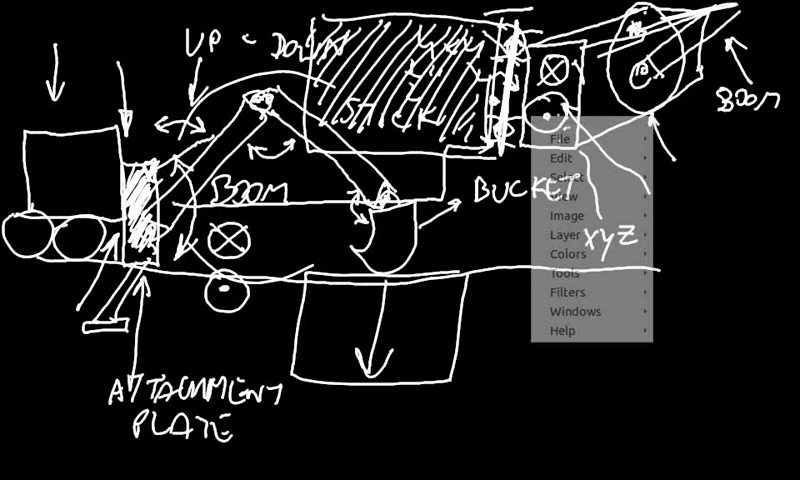 UP - DOWN
STICK
BOOM
BOOM
BUCKET
XYZ
File
Edit
Select
View
Image
Layer
Colors
Tools
Filters
Windows
Help
ATTACHMENT
PLATE